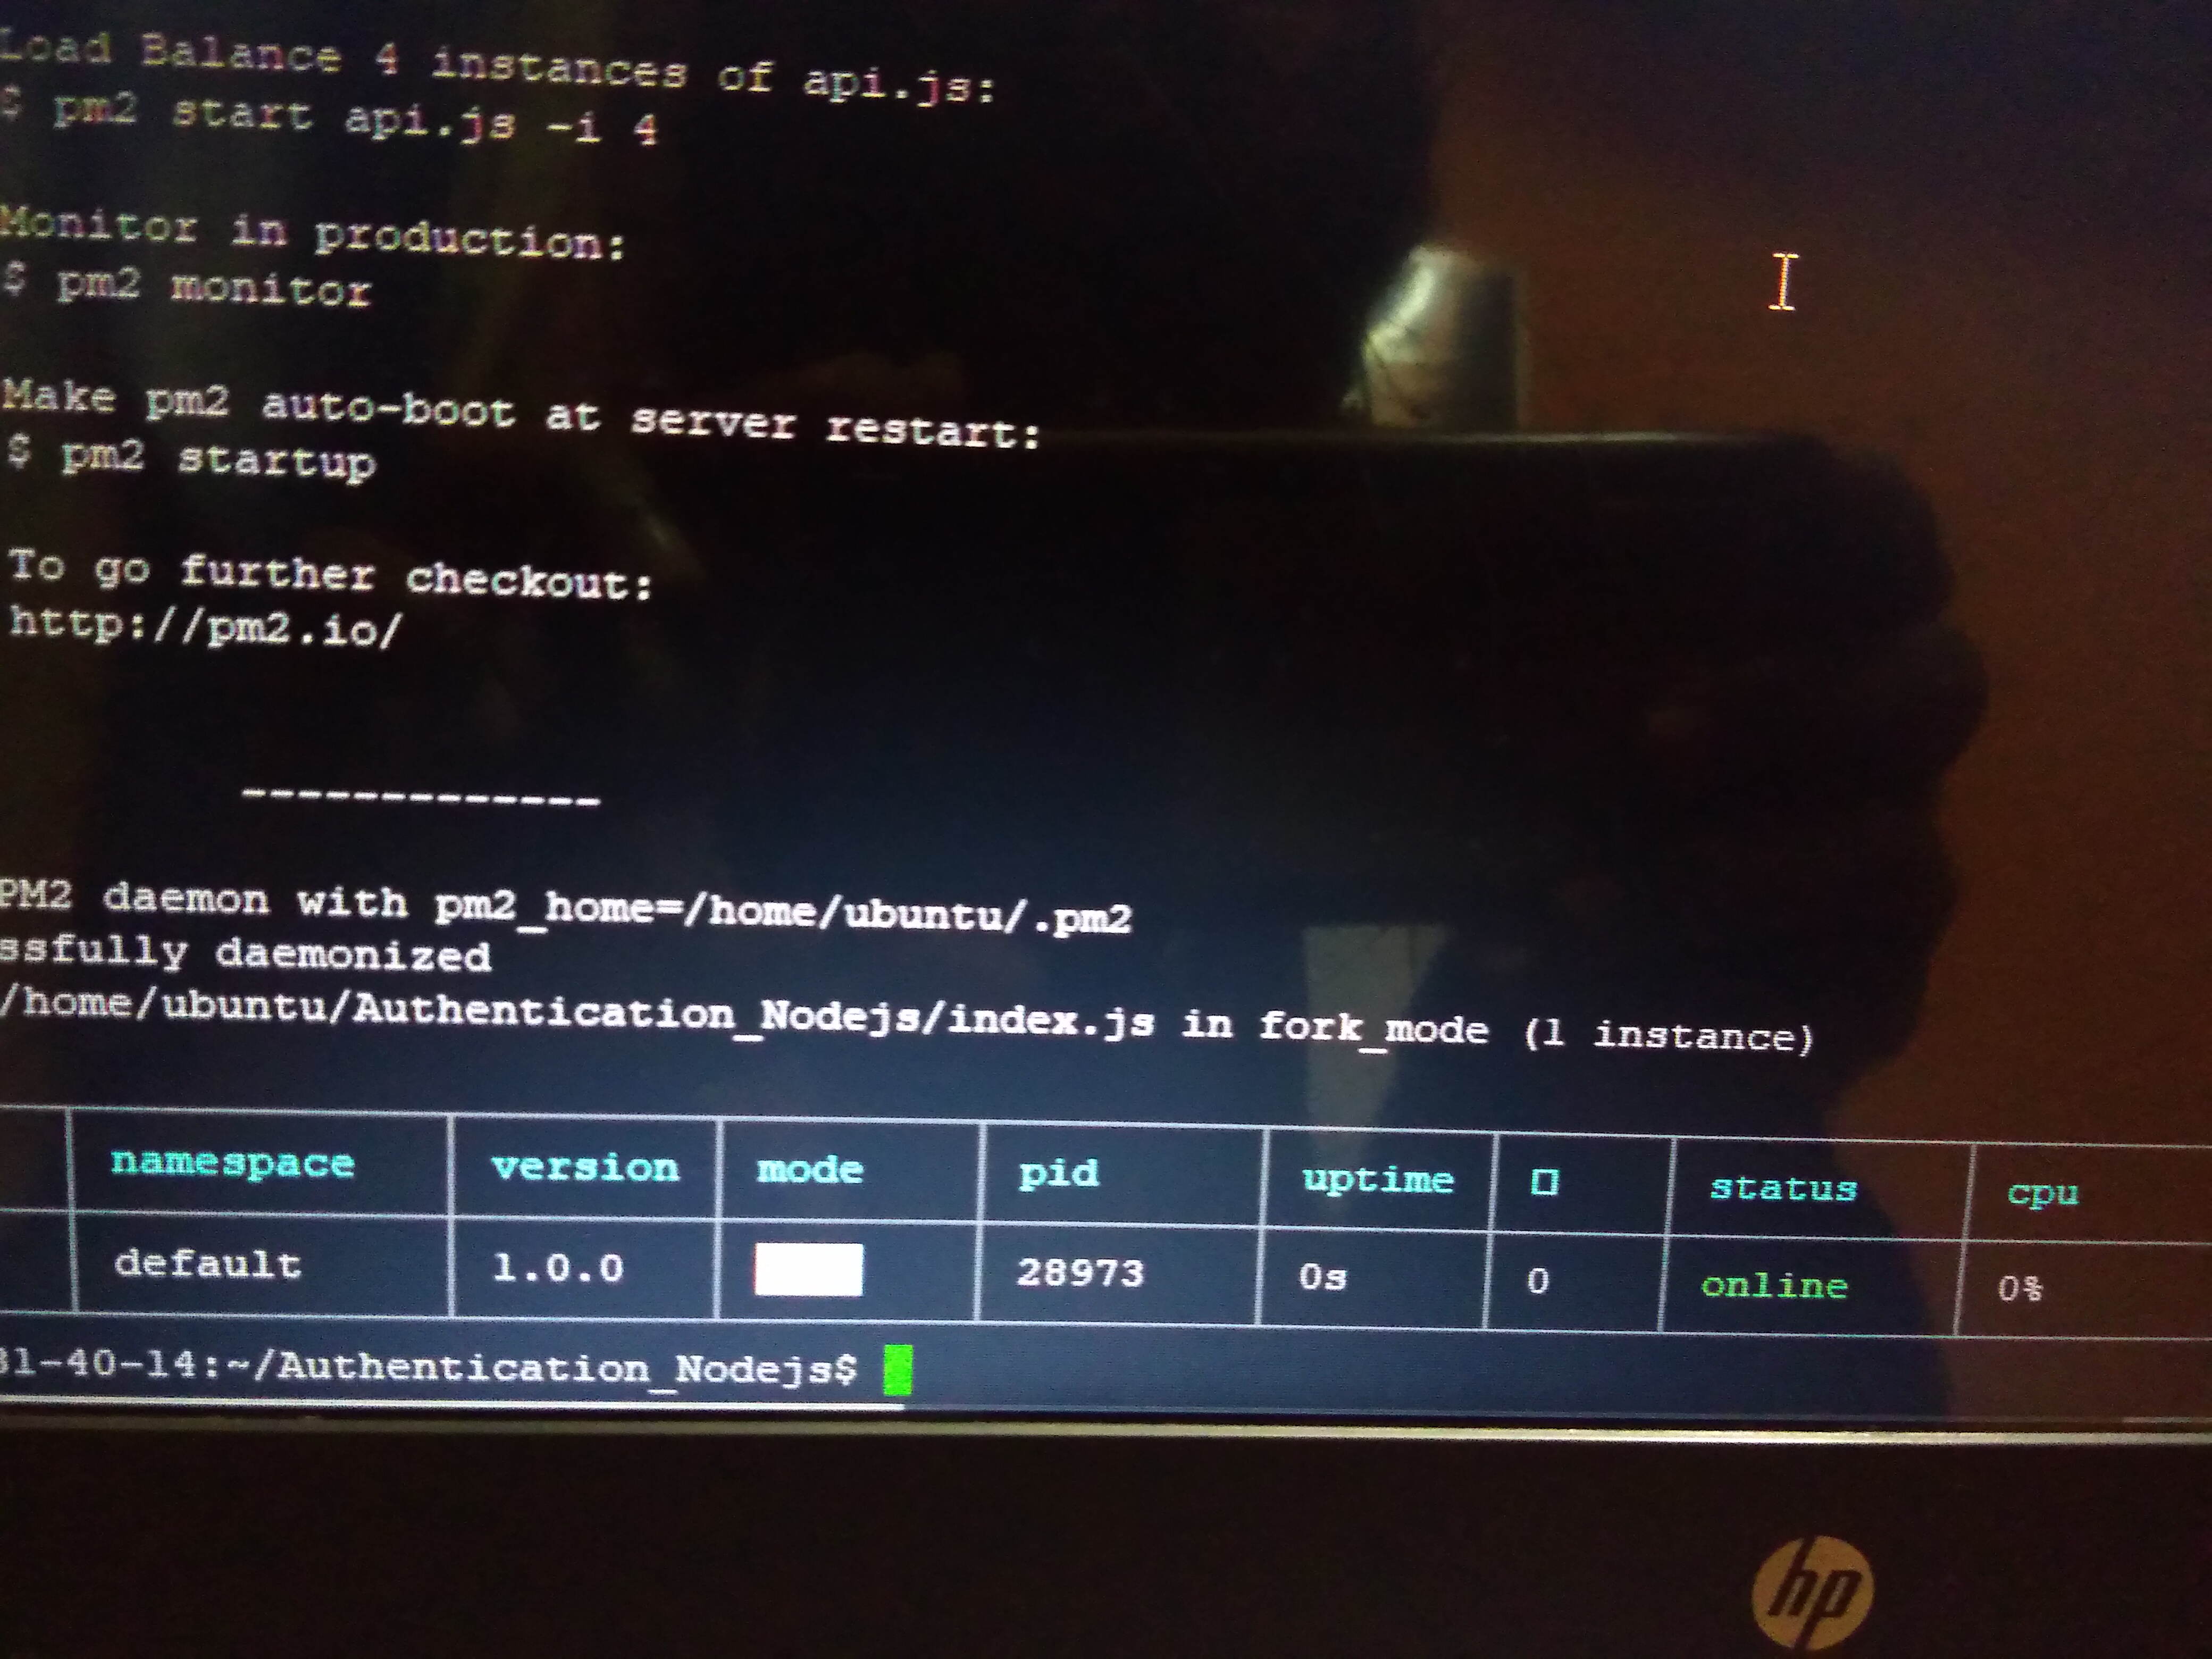 Load Balance 4 instances of api.js:
$ pm2 start api.js -i 4
Monitor in production:
$ pm2 monitor
Make pm2 auto-boot at server restart:
$ pm2 startup
To go further checkout:
http://pm2.io/
-------------
PM2 daemon with pm2_home=/home/ubuntu/.pm2
ssfully daemonized
/home/ubuntu/Authentication_Nodejs/index.js in fork_mode (1 instance)
namespace version mode pid uptime status cpu
default 1.0.0 28973 0s 0 online 0%
31-40-14:~/Authentication_Nodejs$
hp